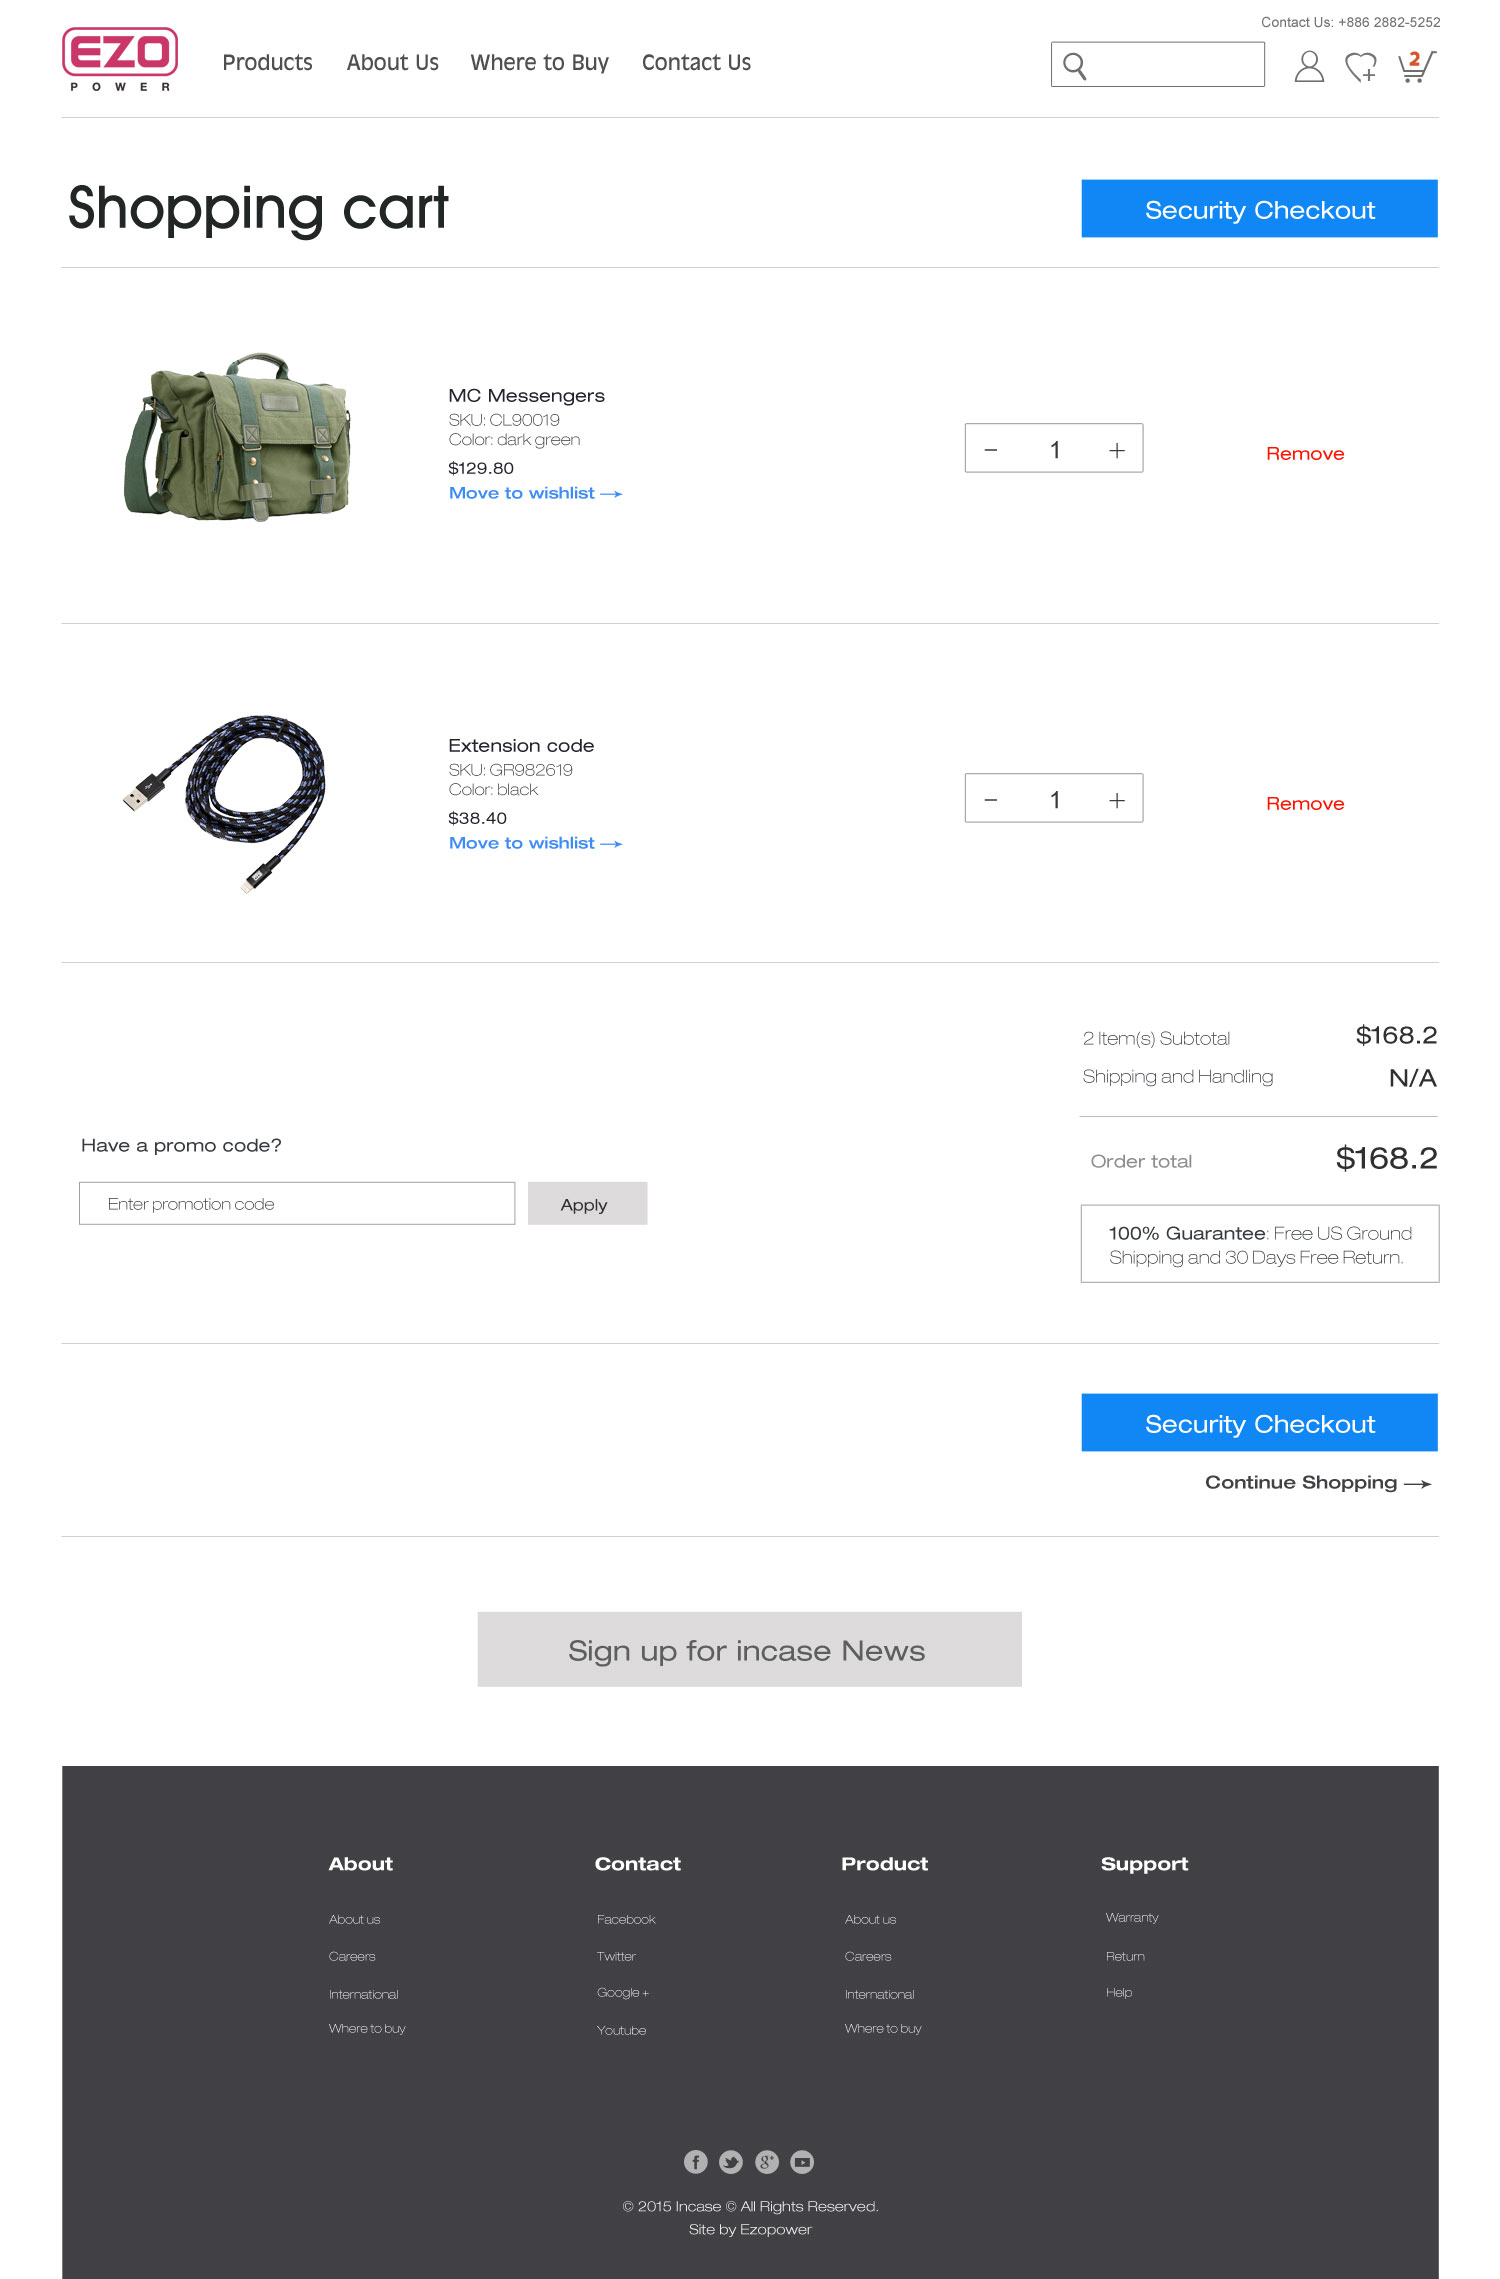 Contact Us: +886 2882-5252
EZO
POWER
Products About Us Where to Buy Contact Us
2
Shopping cart
Security Checkout
MC Messengers
SKU: CL90019
Color: dark green
$129.80
Move to wishlist
− 1 +
Remove
Extension code
SKU: GR982619
Color: black
$38.40
Move to wishlist
− 1 +
Remove
2 Item(s) Subtotal $168.2
Shipping and Handling N/A
Order total $168.2
100% Guarantee: Free US Ground
Shipping and 30 Days Free Return.
Have a promo code?
Enter promotion code
Apply
Security Checkout
Continue Shopping
Sign up for incase News
About
About us
Careers
International
Where to buy
Contact
Facebook
Twitter
Google +
Youtube
Product
About us
Careers
International
Where to buy
Support
Warranty
Return
Help
© 2015 Incase © All Rights Reserved.
Site by Ezopower